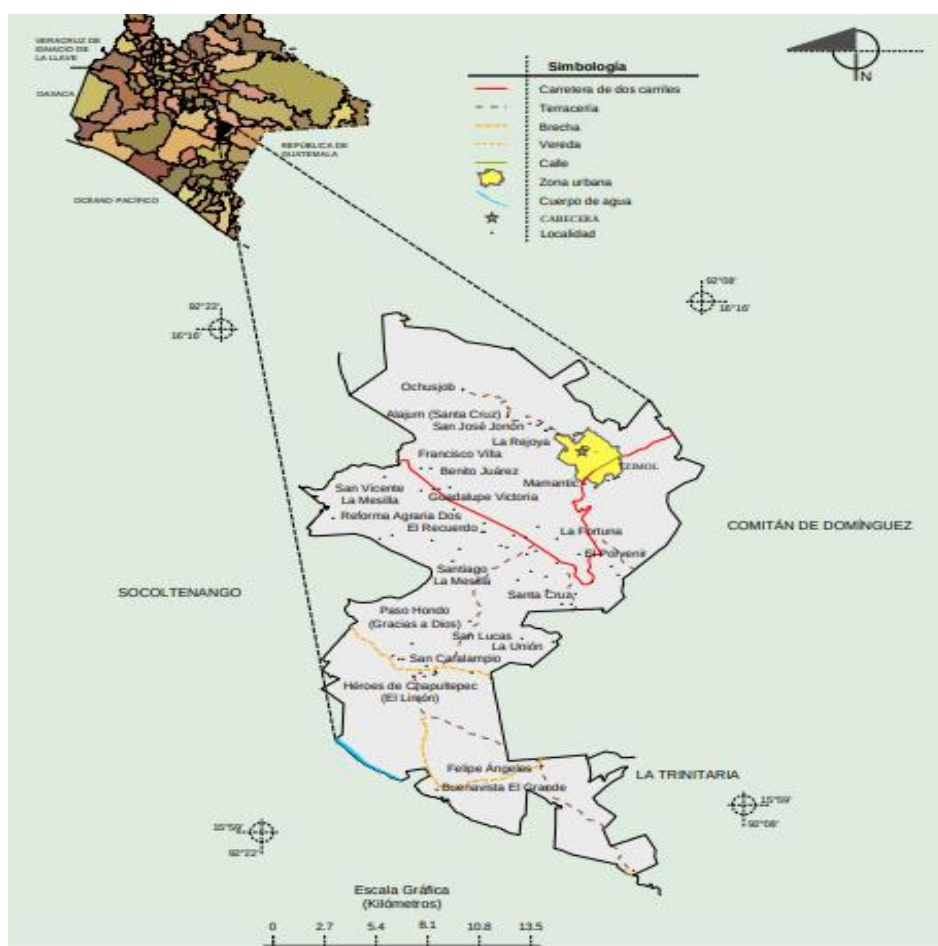 VERACRUZ DE
IGNACIO DE
LA LLAVE
OAXACA
REPÚBLICA DE
GUATEMALA
OCÉANO PACÍFICO
Simbología
Carretera de dos carriles
Terracería
Brecha
Vereda
Calle
Zona urbana
Cuerpo de agua
CABECERA
Localidad
N
92°22'
16°16'
92°08'
16°16'
Ochusjob
Alajum (Santa Cruz)
San José Jonón
La Rejoya
Francisco Villa
Benito Juárez
Mamantic
San Vicente
La Mesilla
Guadalupe Victoria
Reforma Agraria Dos
El Recuerdo
La Fortuna
El Porvenir
COMITÁN DE DOMÍNGUEZ
Santiago
La Mesilla
SOCOLTENANGO
Santa Cruz
Paso Hondo
(Gracias a Dios)
San Lucas
La Unión
San Caralampio
Héroes de Chapultepec
(El Limón)
Felipe Ángeles
LA TRINITARIA
Buenavista El Grande
15°59'
92°08'
15°59'
92°22'
Escala Gráfica
(Kilómetros)
0 2.7 5.4 8.1 10.8 13.5